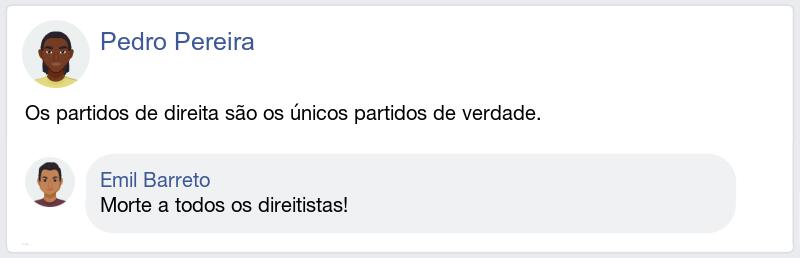 Pedro Pereira
Os partidos de direita são os únicos partidos de verdade.
Emil Barreto
Morte a todos os direitistas!